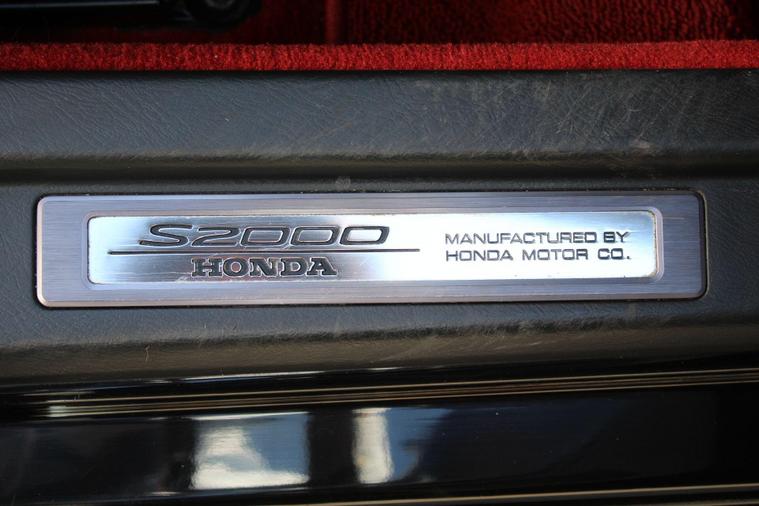 S2000
HONDA
MANUFACTURED BY
HONDA MOTOR CO.